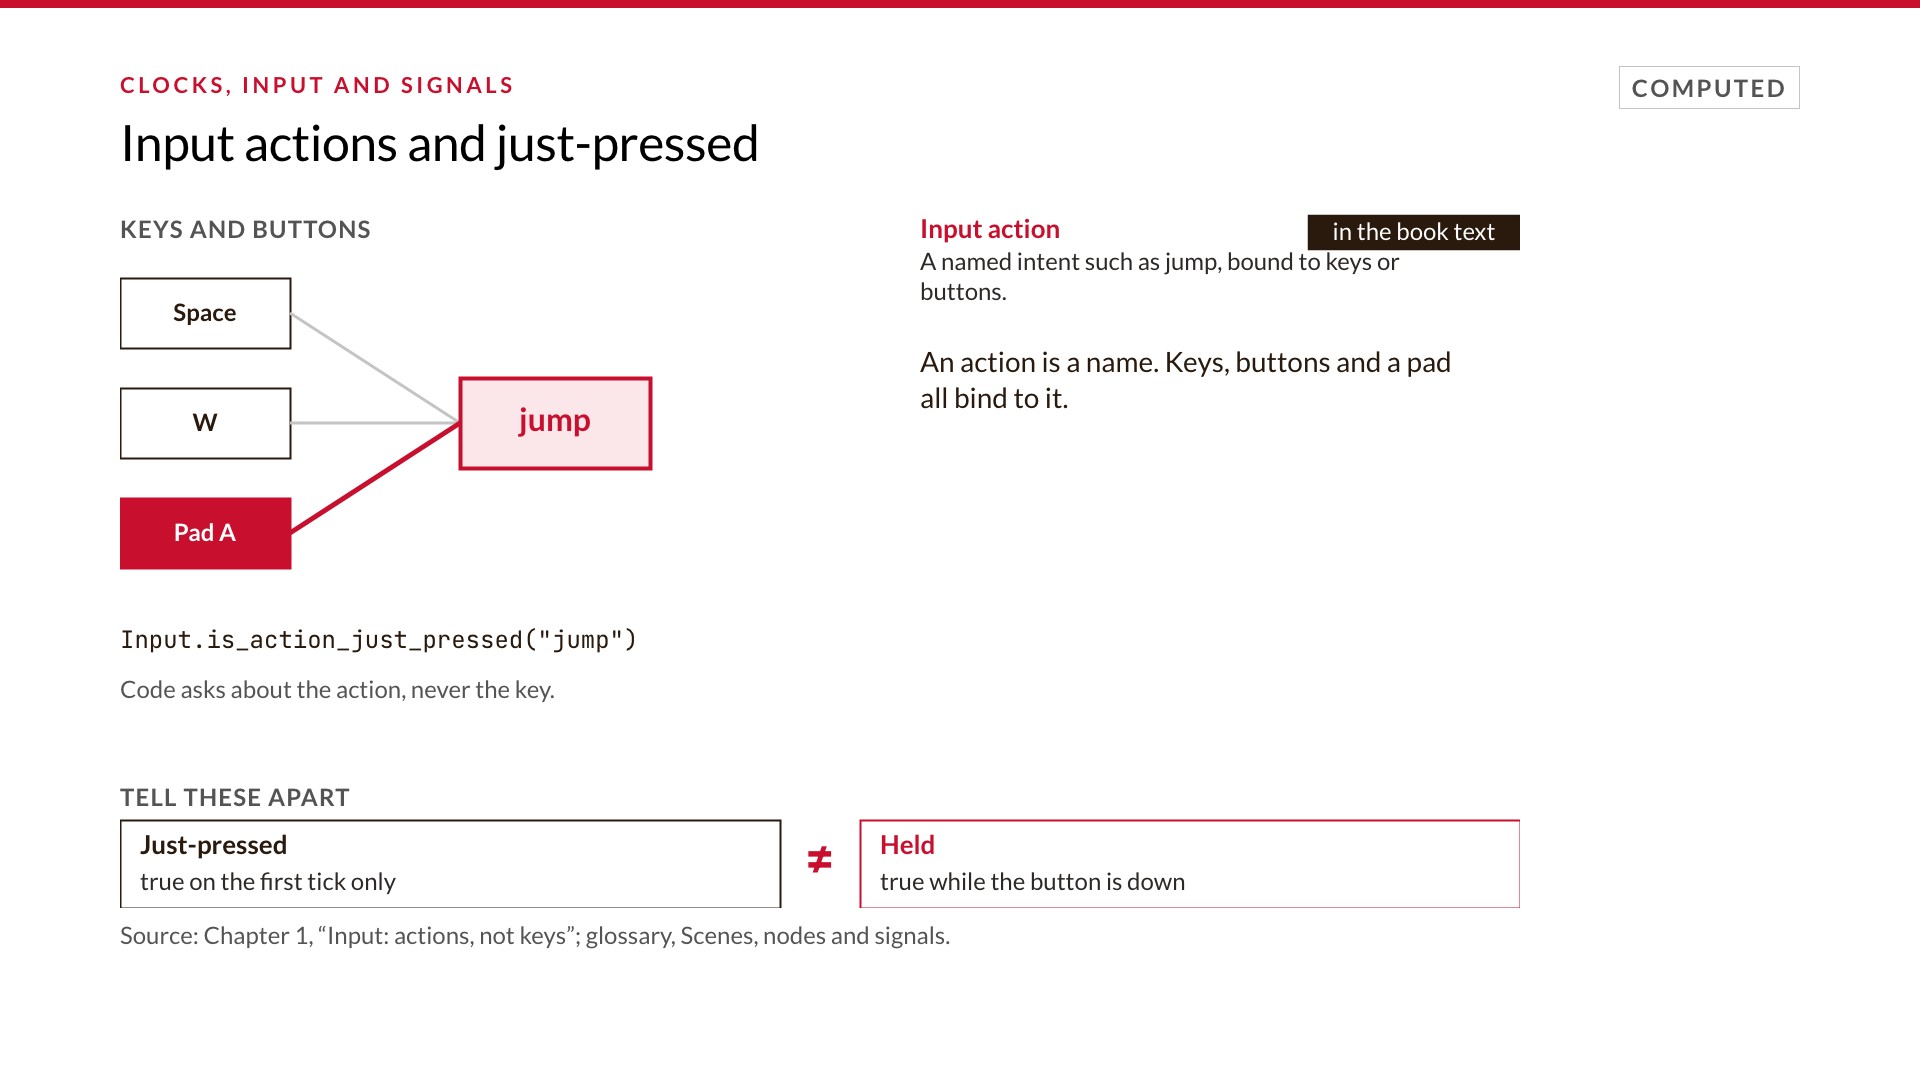 CLOCKS, INPUT AND SIGNALS
COMPUTED
Input actions and just-pressed
KEYS AND BUTTONS
Space
W
Pad A
jump
Input.is_action_just_pressed("jump")
Code asks about the action, never the key.
Input action
in the book text
A named intent such as jump, bound to keys or
buttons.
An action is a name. Keys, buttons and a pad
all bind to it.
TELL THESE APART
Just-pressed
true on the first tick only
≠
Held
true while the button is down
Source: Chapter 1, “Input: actions, not keys”; glossary, Scenes, nodes and signals.